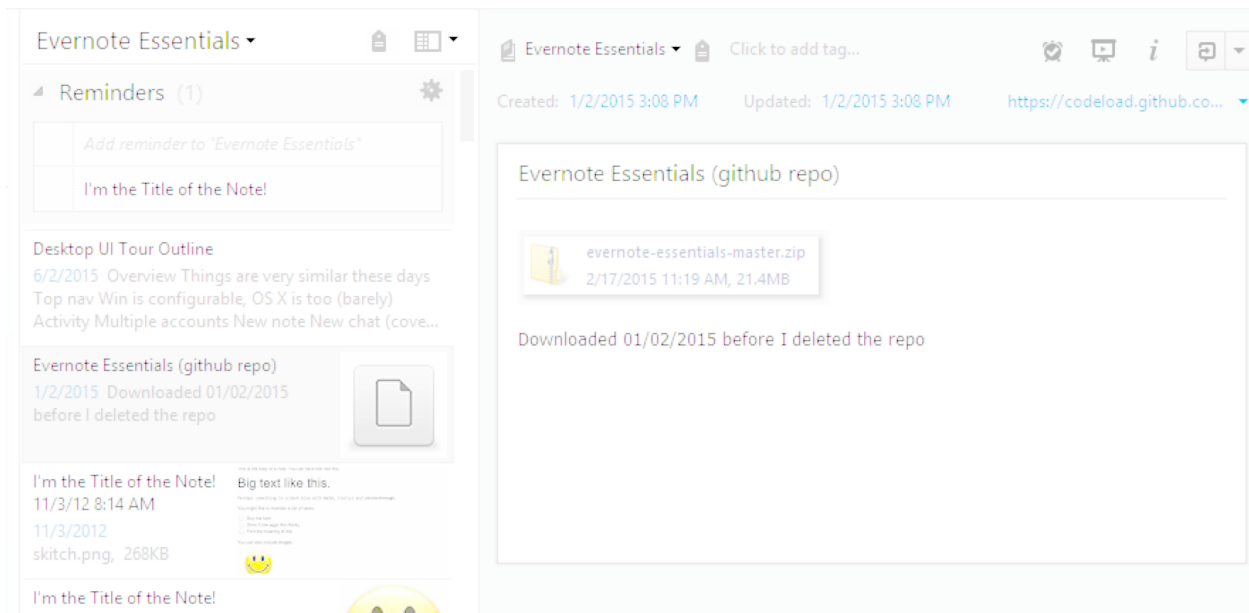 Evernote Essentials
Reminders (1)
Add reminder to "Evernote Essentials"
I'm the Title of the Note!
Desktop UI Tour Outline
6/2/2015 Overview Things are very similar these days
Top nav Win is configurable, OS X is too (barely)
Activity Multiple accounts New note New chat (cove...
Evernote Essentials (github repo)
1/2/2015 Downloaded 01/02/2015
before I deleted the repo
I'm the Title of the Note!
11/3/12 8:14 AM
11/3/2012
skitch.png, 268KB
Big text like this.
I'm the Title of the Note!
Evernote Essentials
Click to add tag...
Created: 1/2/2015 3:08 PM Updated: 1/2/2015 3:08 PM https://codeload.github.co...
Evernote Essentials (github repo)
evernote-essentials-master.zip
2/17/2015 11:19 AM, 21.4MB
Downloaded 01/02/2015 before I deleted the repo